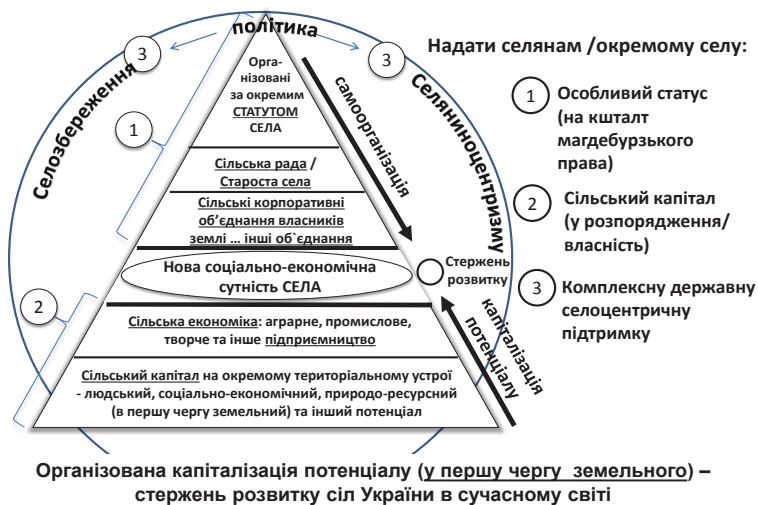 політика
Селозбереження
Селяниноцентризму
3
3
1
2
Орга-
нізовані
за окремим
СТАТУТОМ
СЕЛА
Сільська рада /
Староста села
Сільські корпоративні
об’єднання власників
землі ... інші об`єднання
Нова соціально-економічна
сутність СЕЛА
Сільська економіка: аграрне, промислове,
творче та інше підприємництво
Сільський капітал на окремому територіальному устрої
- людський, соціально-економічний, природо-ресурсний
(в першу чергу земельний) та інший потенціал
самоорганізація
Стержень
розвитку
капіталізація
потенціалу
Надати селянам /окремому селу:
1
Особливий статус
(на кшталт
магдебурзького
права)
2
Сільський капітал
(у розпорядження/
власність)
3
Комплексну державну
селоцентричну
підтримку
Організована капіталізація потенціалу (у першу чергу земельного) –
стержень розвитку сіл України в сучасному світі